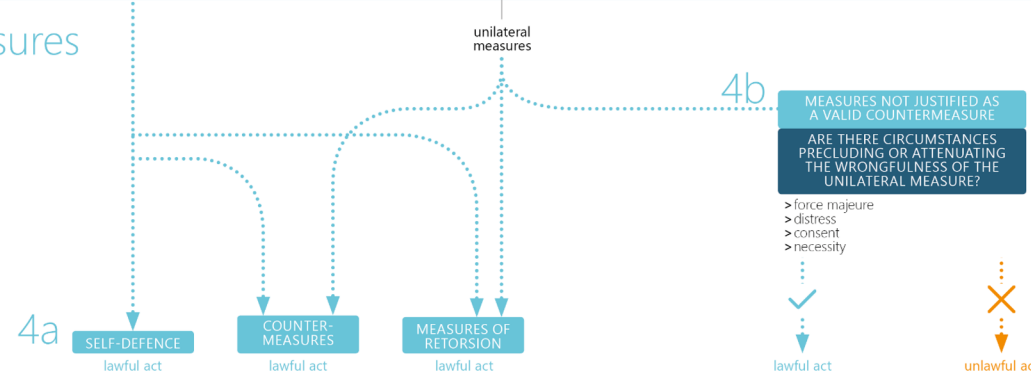 unilateral
measures
4b
MEASURES NOT JUSTIFIED AS
A VALID COUNTERMEASURE
ARE THERE CIRCUMSTANCES
PRECLUDING OR ATTENUATING
THE WRONGFULNESS OF THE
UNILATERAL MEASURE?
> force majeure
> distress
> consent
> necessity
4a
SELF-DEFENCE
lawful act
COUNTER-
MEASURES
lawful act
MEASURES OF
RETORSION
lawful act
lawful act
unlawful